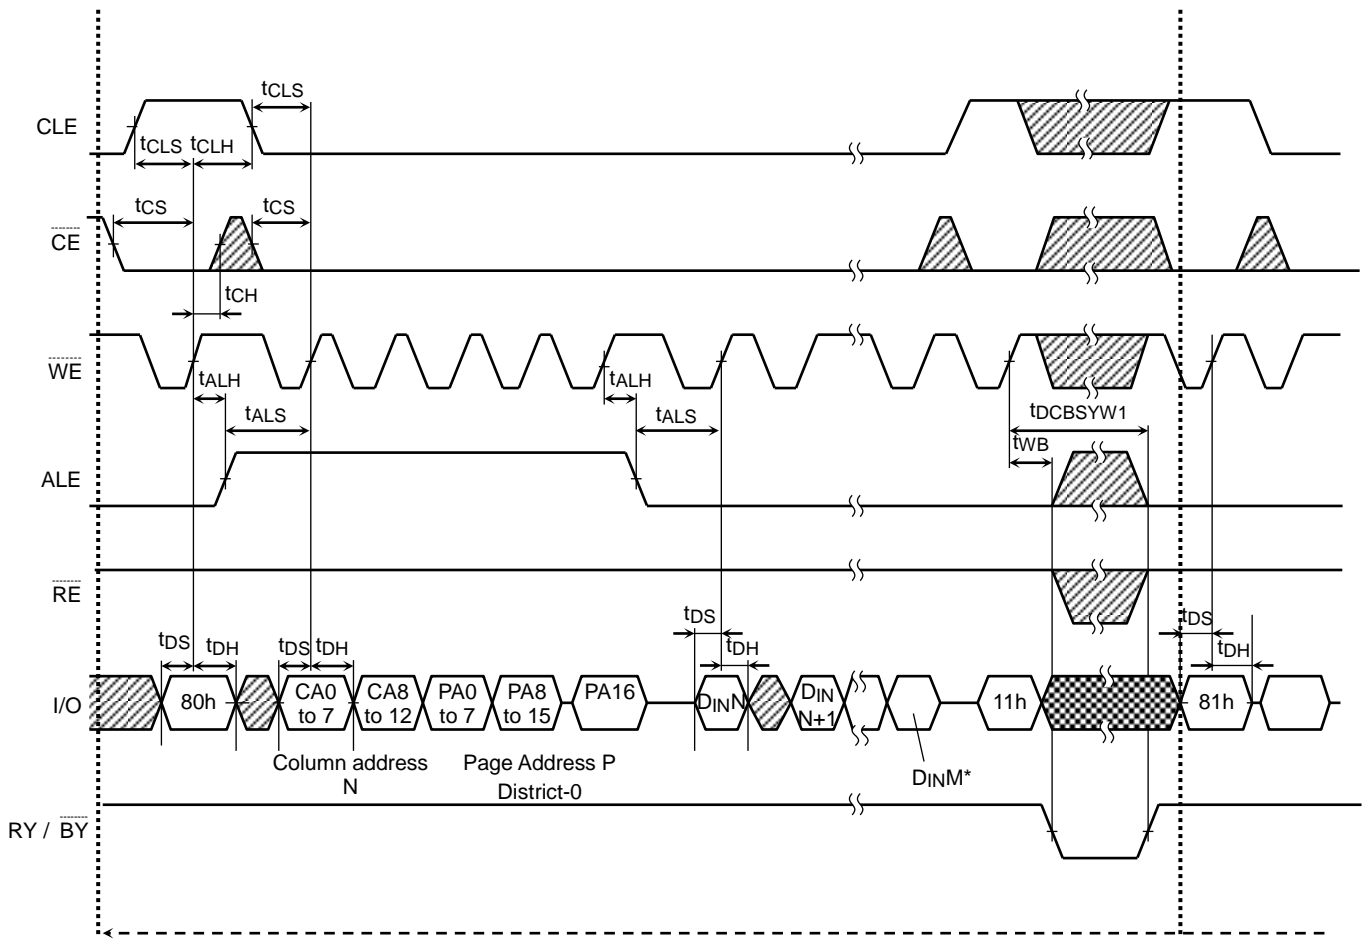 tCLS
CLE
tCLS tCLH
tCS tCS
CE
tCH
WE
tALH tALH
tALS tALS tDCBSYW1
tWB
ALE
RE
tDS tDH tDS tDH tDS tDH tDS tDH
I/O
80h
CA0 to 7
CA8 to 12
PA0 to 7
PA8 to 15
PA16
DINN
DIN N+1
11h
81h
Column address
N
Page Address P
District-0
DINM*
RY / BY